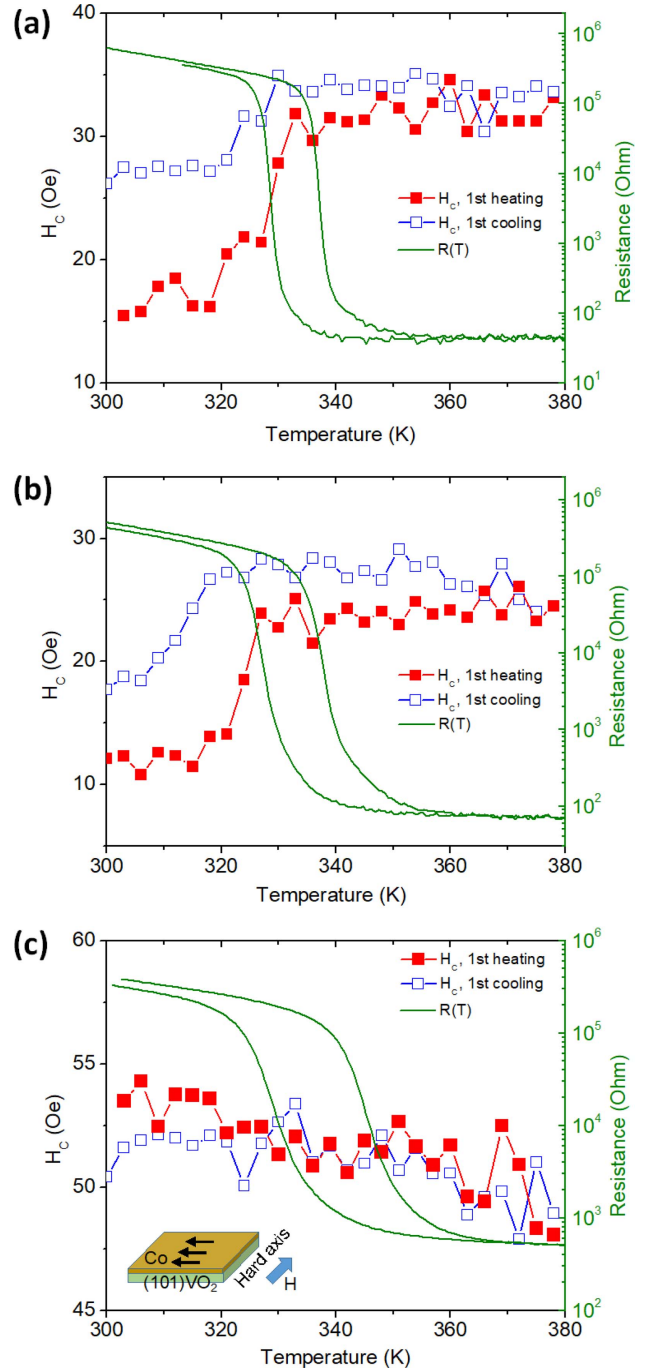 (a)
40
30
20
10
H_C (Oe)
10^6
10^5
10^4
10^3
10^2
10^1
Resistance (Ohm)
H_C, 1st heating
H_C, 1st cooling
R(T)
300 320 340 360 380
Temperature (K)
(b)
30
20
10
H_C (Oe)
10^6
10^5
10^4
10^3
10^2
Resistance (Ohm)
H_C, 1st heating
H_C, 1st cooling
R(T)
300 320 340 360 380
Temperature (K)
(c)
60
55
50
45
H_C (Oe)
10^6
10^5
10^4
10^3
10^2
Resistance (Ohm)
H_C, 1st heating
H_C, 1st cooling
R(T)
Co
(101)VO₂
Hard axis
H
300 320 340 360 380
Temperature (K)